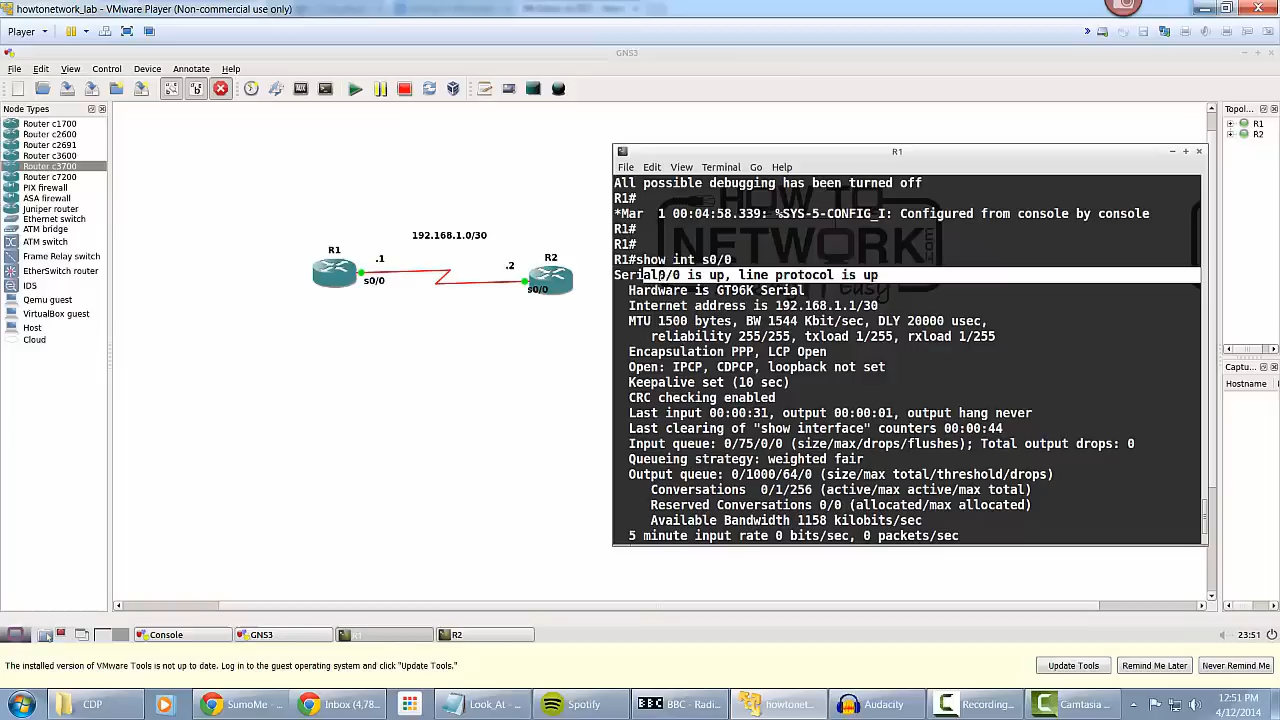 howtonetwork_lab - VMware Player (Non-commercial use only)
Player
GNS3
File Edit View Control Device Annotate Help
Node Types
Router c1700
Router c2600
Router c2691
Router c3600
Router c3700
Router c7200
PIX firewall
ASA firewall
Juniper router
Ethernet switch
ATM bridge
ATM switch
Frame Relay switch
EtherSwitch router
IDS
Qemu guest
VirtualBox guest
Host
Cloud
192.168.1.0/30
R1
.1
s0/0
R2
.2
s0/0
R1
File Edit View Terminal Go Help
All possible debugging has been turned off
R1#
*Mar 1 00:04:58.339: %SYS-5-CONFIG_I: Configured from console by console
R1#
R1#
R1#show int s0/0
Serial0/0 is up, line protocol is up
Hardware is GT96K Serial
Internet address is 192.168.1.1/30
MTU 1500 bytes, BW 1544 Kbit/sec, DLY 20000 usec,
reliability 255/255, txload 1/255, rxload 1/255
Encapsulation PPP, LCP Open
Open: IPCP, CDPCP, loopback not set
Keepalive set (10 sec)
CRC checking enabled
Last input 00:00:31, output 00:00:01, output hang never
Last clearing of "show interface" counters 00:00:44
Input queue: 0/75/0/0 (size/max/drops/flushes); Total output drops: 0
Queueing strategy: weighted fair
Output queue: 0/1000/64/0 (size/max total/threshold/drops)
Conversations 0/1/256 (active/max active/max total)
Reserved Conversations 0/0 (allocated/max allocated)
Available Bandwidth 1158 kilobits/sec
5 minute input rate 0 bits/sec, 0 packets/sec
HOW TO
NETWORK
Topol...
R1
R2
Captu...
Hostname
Console
GNS3
R2
23:51
The installed version of VMware Tools is not up to date. Log in to the guest operating system and click "Update Tools."
Update Tools
Remind Me Later
Never Remind Me
CDP
SumoMe - ...
Inbox (4,78...
Look_At - ...
Spotify
BBC - Radi...
howtonet...
Audacity
Recording...
Camtasia...
12:51 PM
4/12/2014